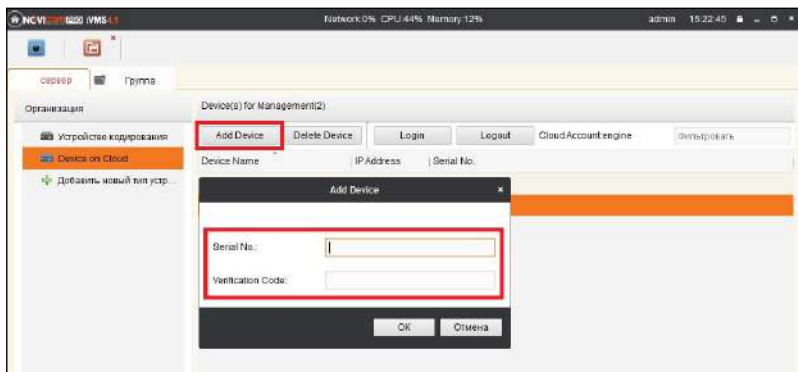 Network:0% CPU:44% Memory:12% admin 15:22:45
сервер Группа
Организация
Device(s) for Management(2)
Устройство кодирования
Add Device Delete Device Login Logout Cloud Account:engine Фильтровать
Device on Cloud
Device Name IP Address Serial No.
Добавить новый тип устр...
Add Device
Serial No.:
Verification Code:
OK Отмена